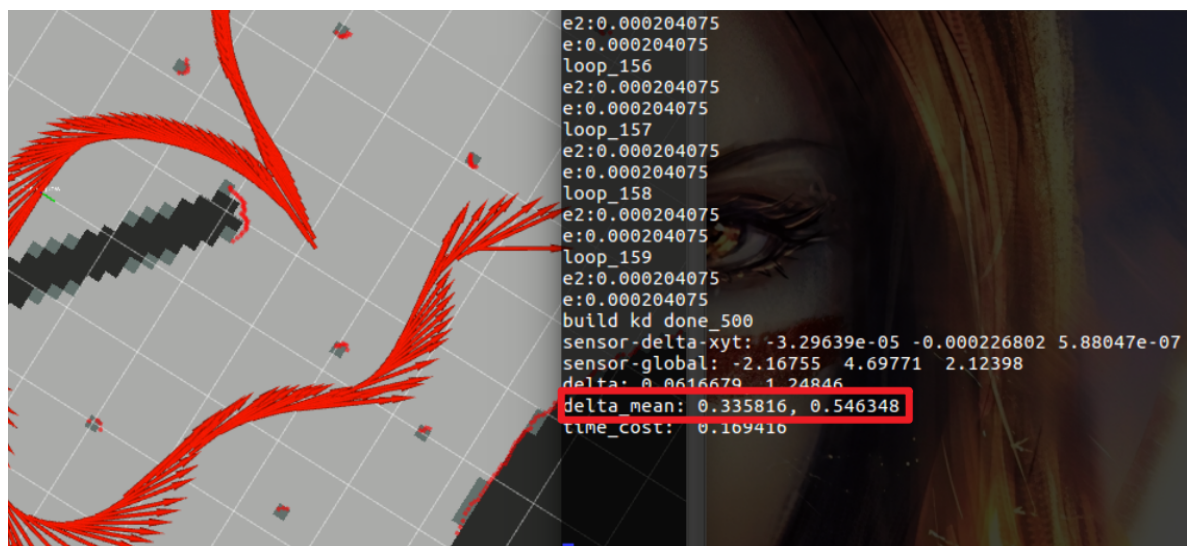 e2:0.000204075
e:0.000204075
loop_156
e2:0.000204075
e:0.000204075
loop_157
e2:0.000204075
e:0.000204075
loop_158
e2:0.000204075
e:0.000204075
loop_159
e2:0.000204075
e:0.000204075
build kd done_500
sensor-delta-xyt: -3.29639e-05 -0.000226802 5.88047e-07
sensor-global: -2.16755  4.69771  2.12398
delta: 0.0616679  1.24846
delta_mean: 0.335816, 0.546348
time_cost:  0.169416